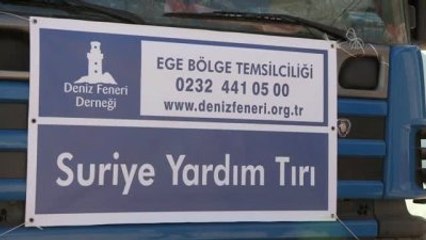 Deniz Feneri
Derneği
EGE BÖLGE TEMSİLCİLİĞİ
0232 441 05 00
www.denizfeneri.org.tr
Suriye Yardım Tırı